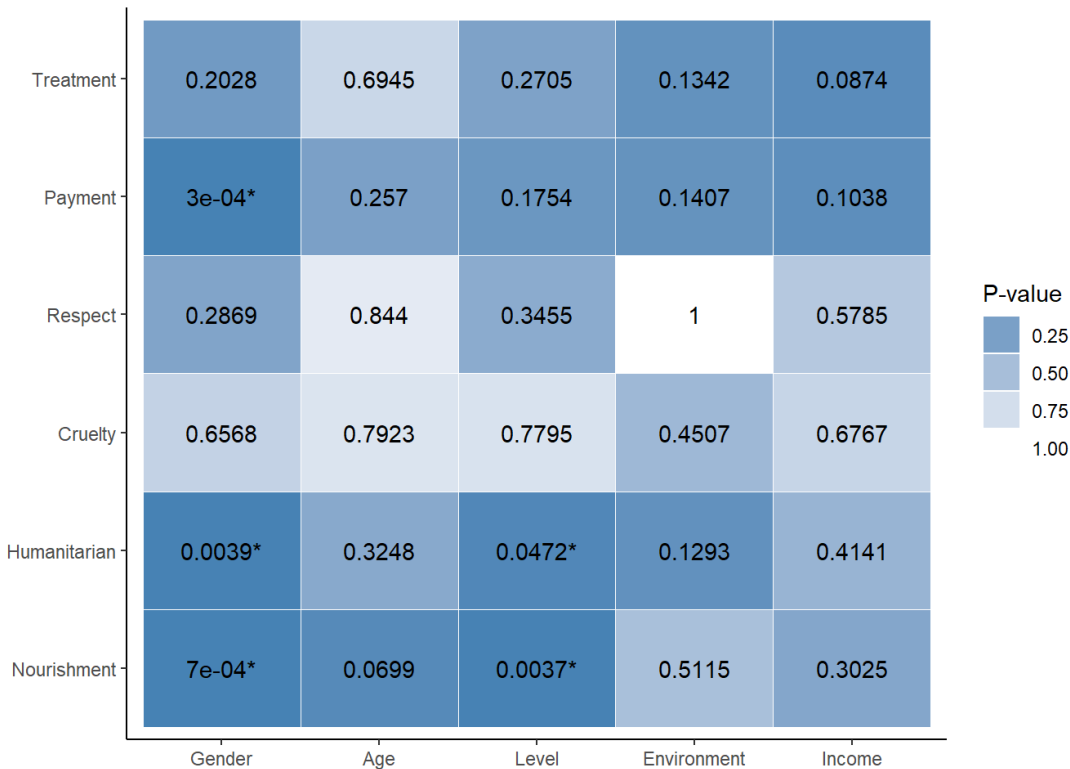 Treatment 0.2028 0.6945 0.2705 0.1342 0.0874
Payment 3e-04* 0.257 0.1754 0.1407 0.1038
Respect 0.2869 0.844 0.3455 1 0.5785
Cruelty 0.6568 0.7923 0.7795 0.4507 0.6767
Humanitarian 0.0039* 0.3248 0.0472* 0.1293 0.4141
Nourishment 7e-04* 0.0699 0.0037* 0.5115 0.3025
Gender Age Level Environment Income
P-value
0.25
0.50
0.75
1.00